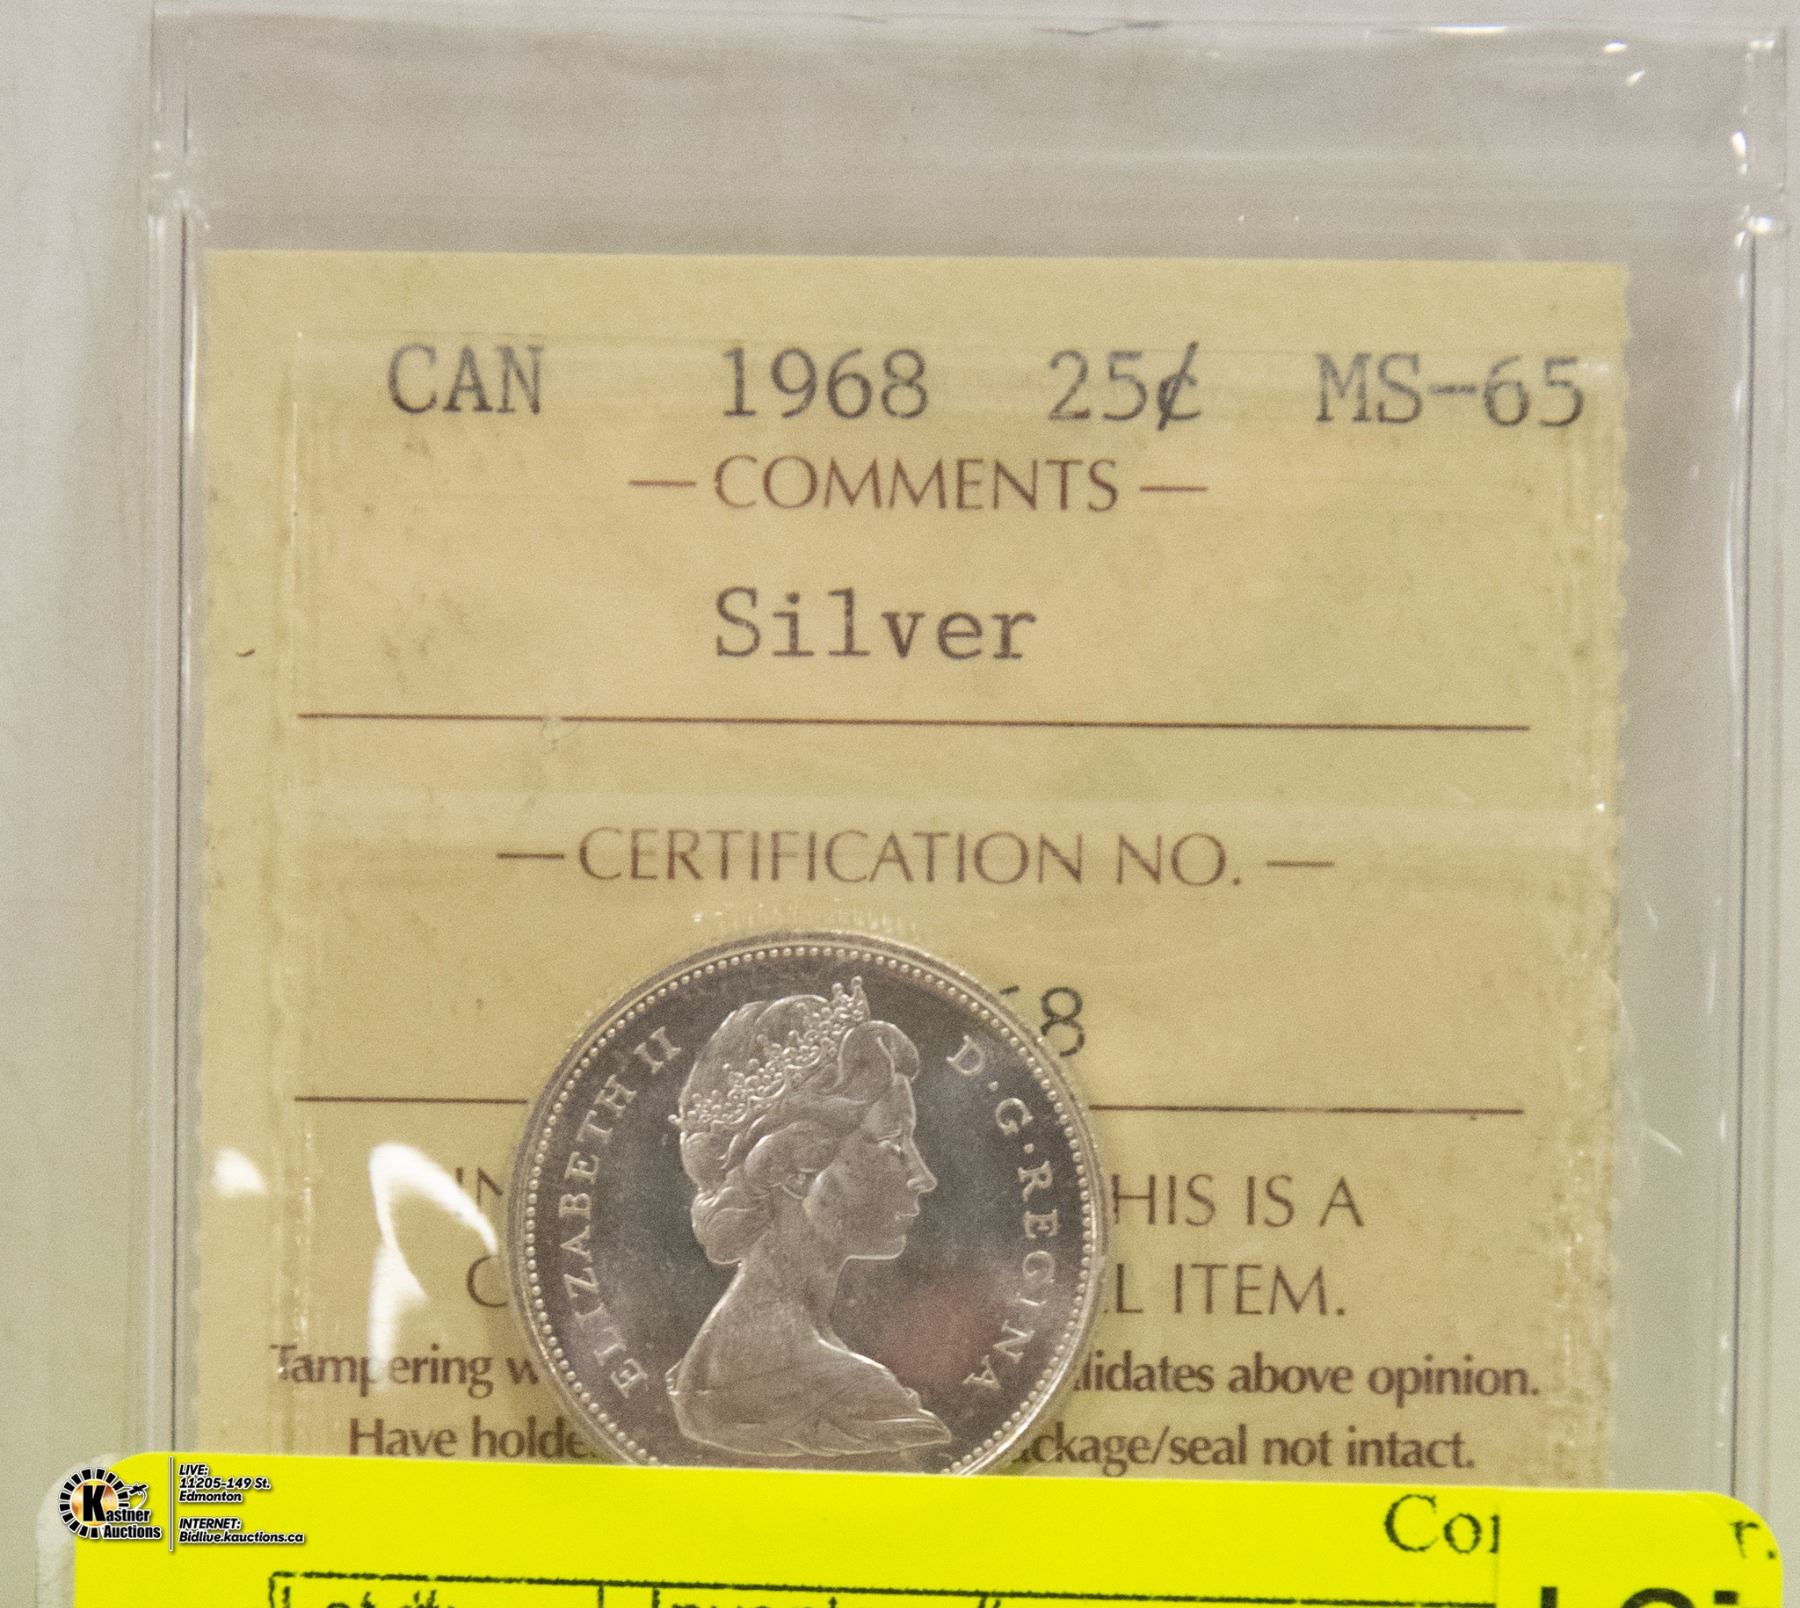 CAN 1968 25¢ MS-65
— COMMENTS —
Silver
— CERTIFICATION NO. —
8
ELIZABETH II D·G·REGINA
HIS IS A
L ITEM.
Tampering w lidates above opinion.
Have holde ckage/seal not intact.
Kastner
Auctions
LIVE:
11205-149 St.
Edmonton
INTERNET:
Bidlive.kauctions.ca